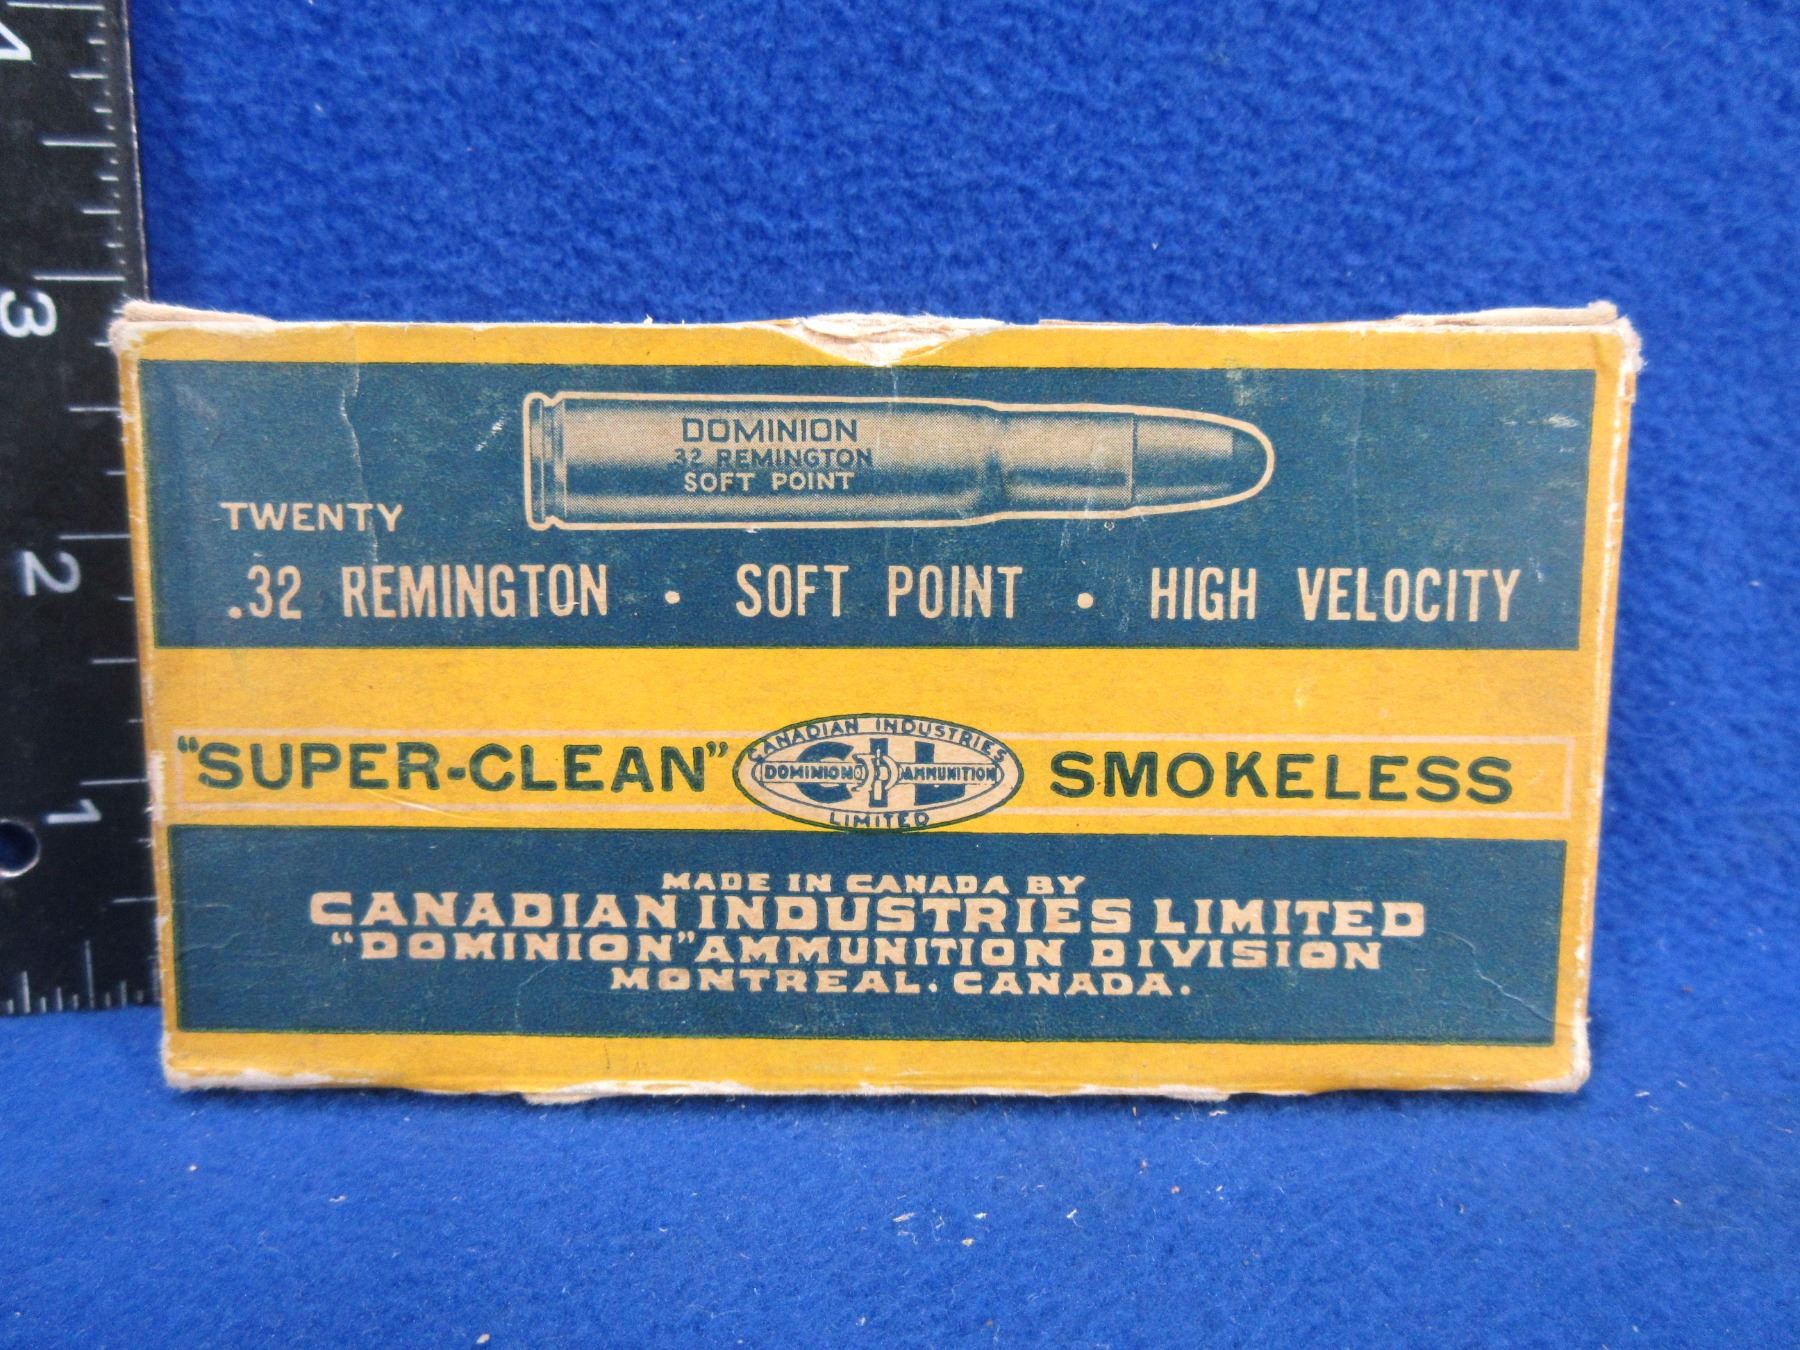 4
3
2
1
DOMINION
32 REMINGTON
SOFT POINT
TWENTY
.32 REMINGTON • SOFT POINT • HIGH VELOCITY
"SUPER-CLEAN" SMOKELESS
CANADIAN INDUSTRIES
CIL
DOMINION AMMUNITION
LIMITED
MADE IN CANADA BY
CANADIAN INDUSTRIES LIMITED
"DOMINION" AMMUNITION DIVISION
MONTREAL. CANADA.